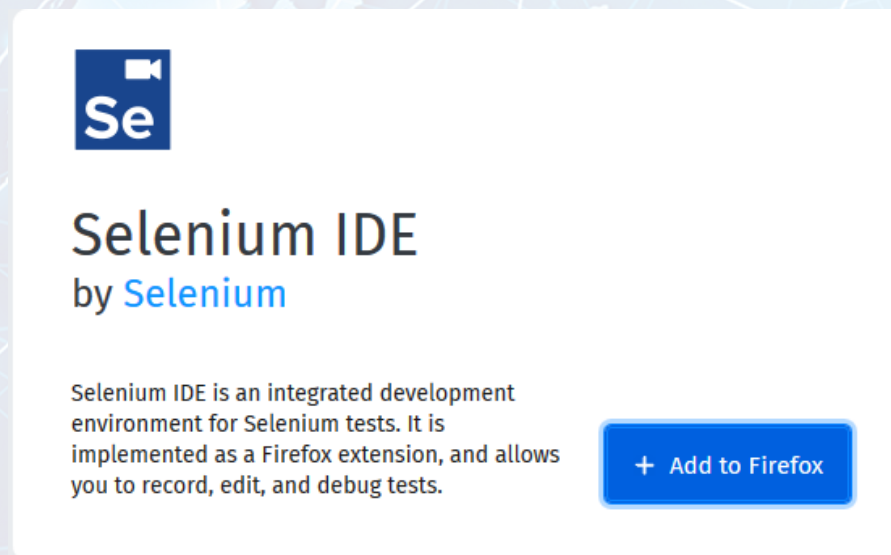 Se
Selenium IDE
by Selenium
Selenium IDE is an integrated development
environment for Selenium tests. It is
implemented as a Firefox extension, and allows
you to record, edit, and debug tests.
+ Add to Firefox